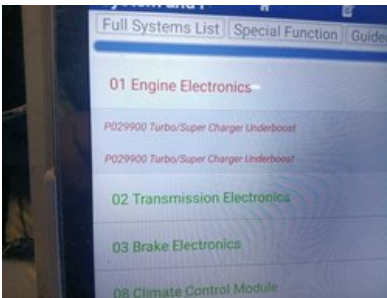 Full Systems List Special Function
01 Engine Electronics
P029900 Turbo/Super Charger Underboost
P029900 Turbo/Super Charger Underboost
02 Transmission Electronics
03 Brake Electronics
08 Climate Control Module